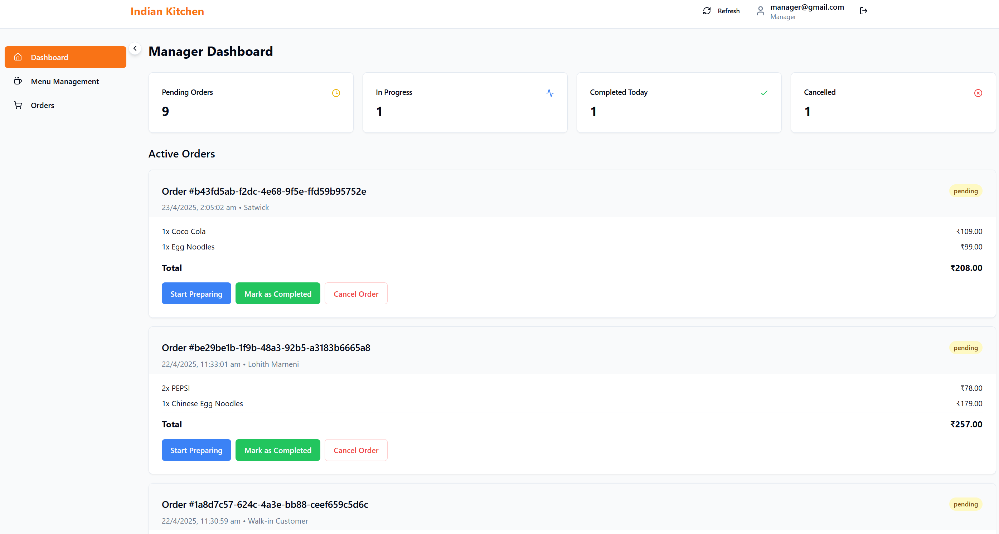 Indian Kitchen
Refresh
manager@gmail.com
Manager
Dashboard
Menu Management
Orders
Manager Dashboard
Pending Orders
9
In Progress
1
Completed Today
1
Cancelled
1
Active Orders
Order #b43fd5ab-f2dc-4e68-9f5e-ffd59b95752e
pending
23/4/2025, 2:05:02 am • Satwick
1x Coco Cola ₹109.00
1x Egg Noodles ₹99.00
Total ₹208.00
Start Preparing Mark as Completed Cancel Order
Order #be29be1b-1f9b-48a3-92b5-a3183b6665a8
pending
22/4/2025, 11:33:01 am • Lohith Marneni
2x PEPSI ₹78.00
1x Chinese Egg Noodles ₹179.00
Total ₹257.00
Start Preparing Mark as Completed Cancel Order
Order #1a8d7c57-624c-4a3e-bb88-ceef659c5d6c
pending
22/4/2025, 11:30:59 am • Walk-in Customer